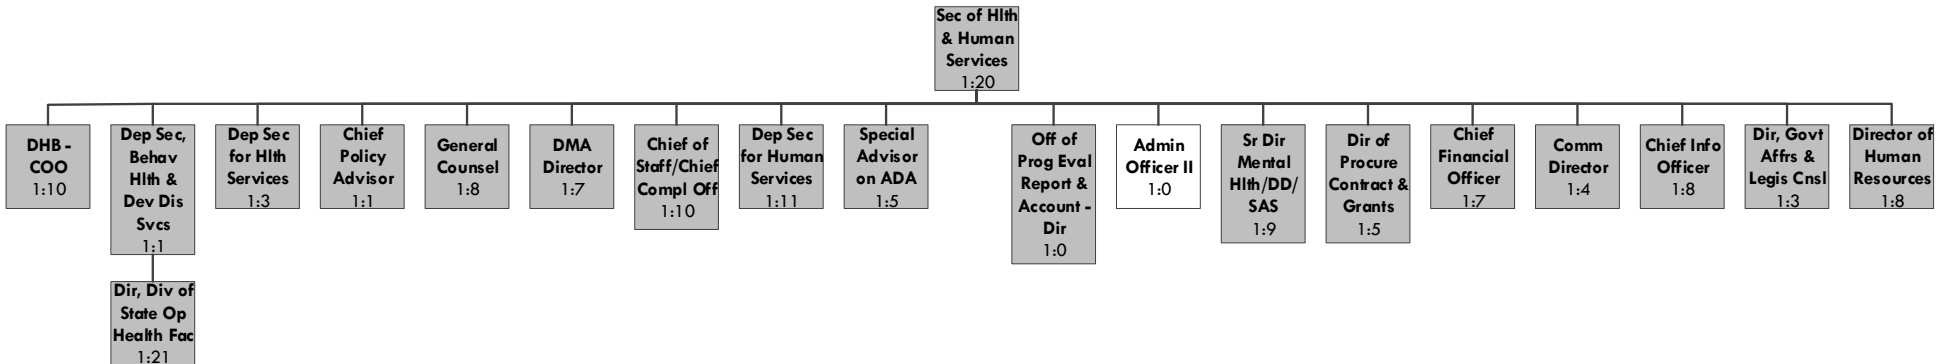 Sec of Hlth
& Human
Services
1:20
DHB -
COO
1:10
Dep Sec,
Behav
Hlth &
Dev Dis
Svcs
1:1
Dep Sec
for Hlth
Services
1:3
Chief
Policy
Advisor
1:1
General
Counsel
1:8
DMA
Director
1:7
Chief of
Staff/Chief
Compl Off
1:10
Dep Sec
for Human
Services
1:11
Special
Advisor
on ADA
1:5
Off of
Prog Eval
Report &
Account -
Dir
1:0
Admin
Officer II
1:0
Sr Dir
Mental
Hlth/DD/
SAS
1:9
Dir of
Procure
Contract &
Grants
1:5
Chief
Financial
Officer
1:7
Comm
Director
1:4
Chief Info
Officer
1:8
Dir, Govt
Affrs &
Legis Cnsl
1:3
Director of
Human
Resources
1:8
Dir, Div of
State Op
Health Fac
1:21